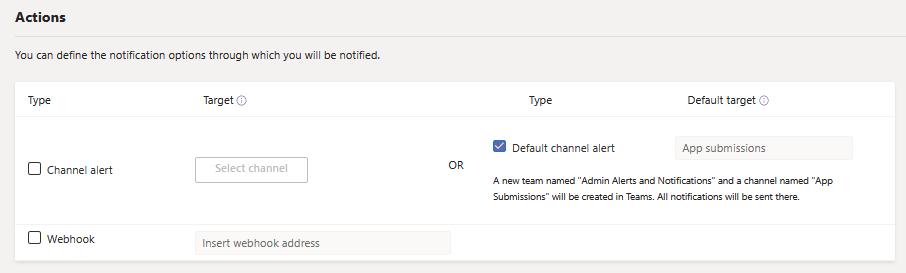 Actions
You can define the notification options through which you will be notified.
Type Target Type Default target
Channel alert Select channel OR Default channel alert App submissions
A new team named "Admin Alerts and Notifications" and a channel named "App
Submissions" will be created in Teams. All notifications will be sent there.
Webhook Insert webhook address